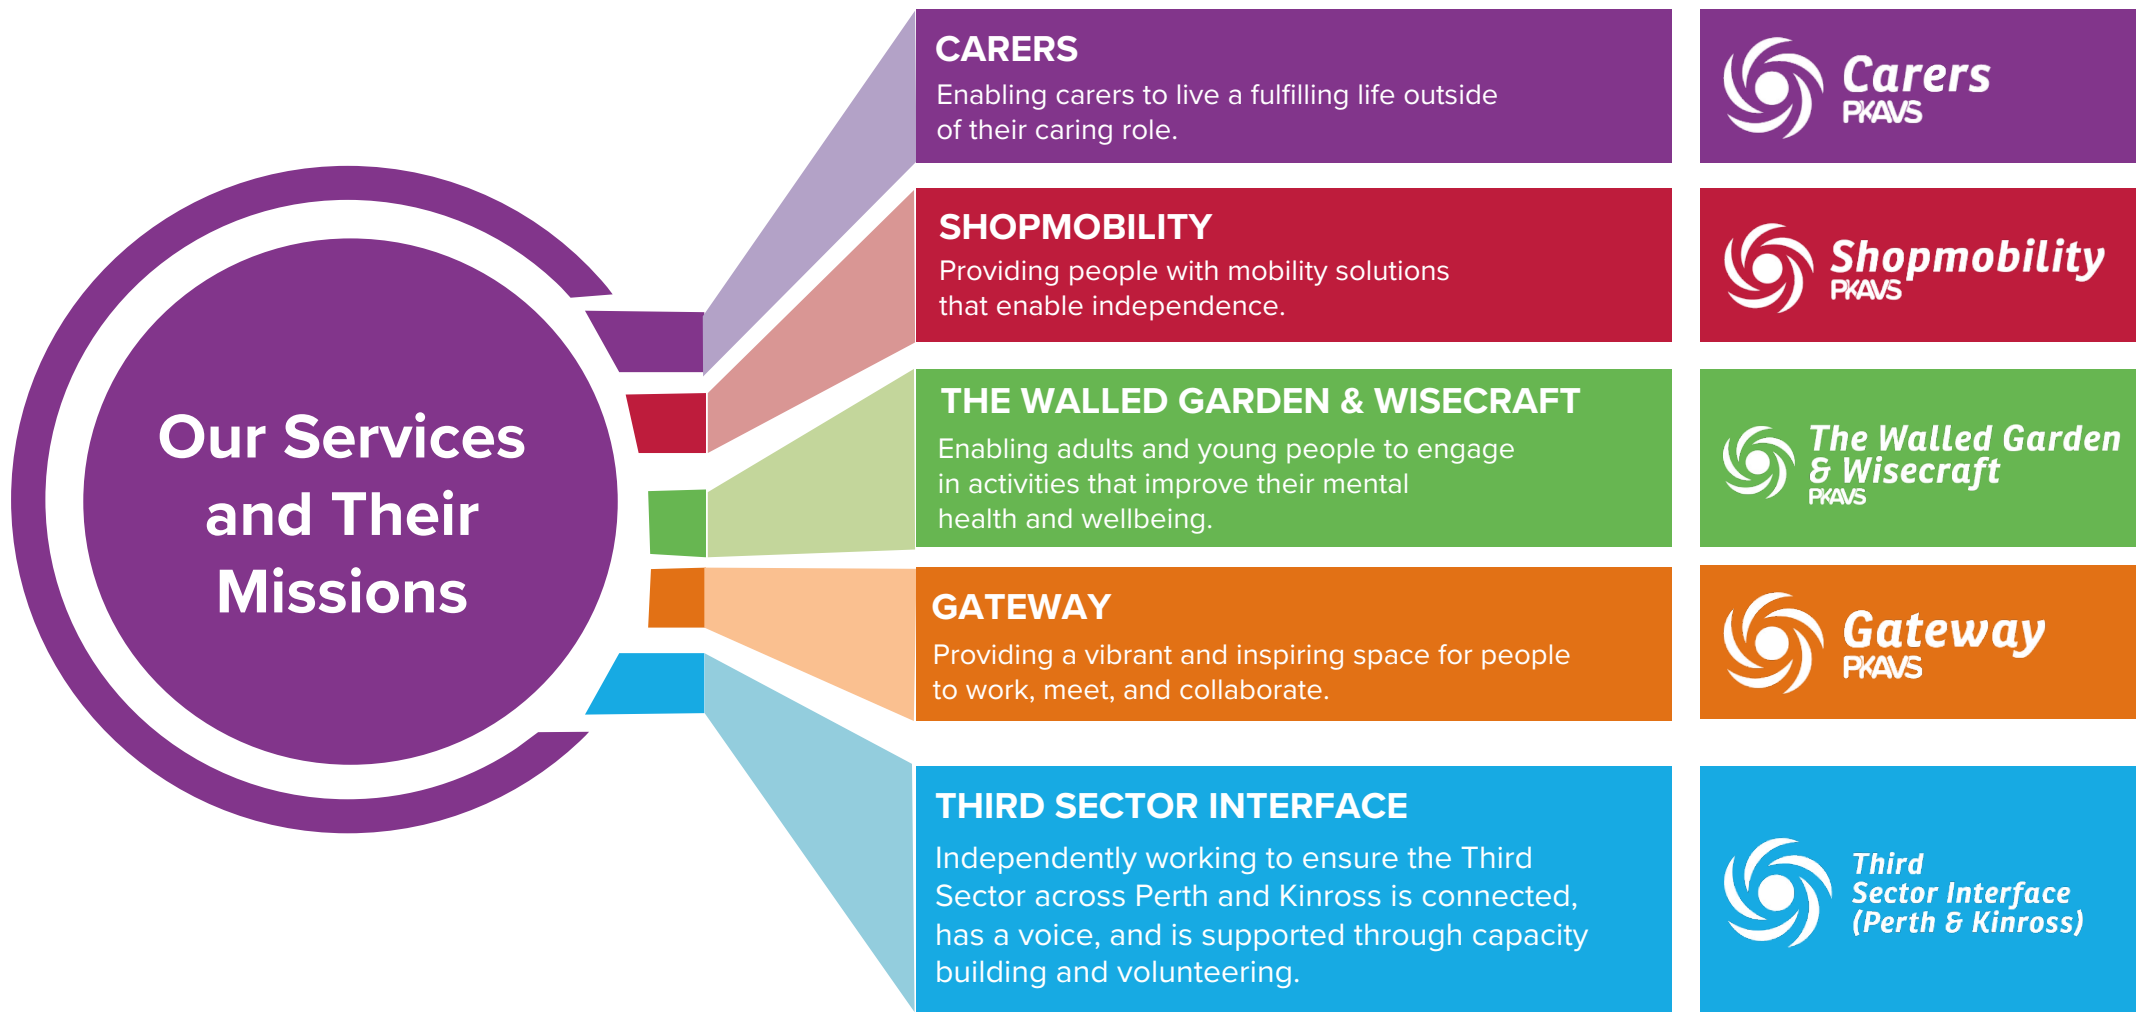 Our Services
and Their
Missions
CARERS
Enabling carers to live a fulfilling life outside
of their caring role.
Carers
PKAVS
SHOPMOBILITY
Providing people with mobility solutions
that enable independence.
Shopmobility
PKAVS
THE WALLED GARDEN & WISECRAFT
Enabling adults and young people to engage
in activities that improve their mental
health and wellbeing.
The Walled Garden
& Wisecraft
PKAVS
GATEWAY
Providing a vibrant and inspiring space for people
to work, meet, and collaborate.
Gateway
PKAVS
THIRD SECTOR INTERFACE
Independently working to ensure the Third
Sector across Perth and Kinross is connected,
has a voice, and is supported through capacity
building and volunteering.
Third
Sector Interface
(Perth & Kinross)